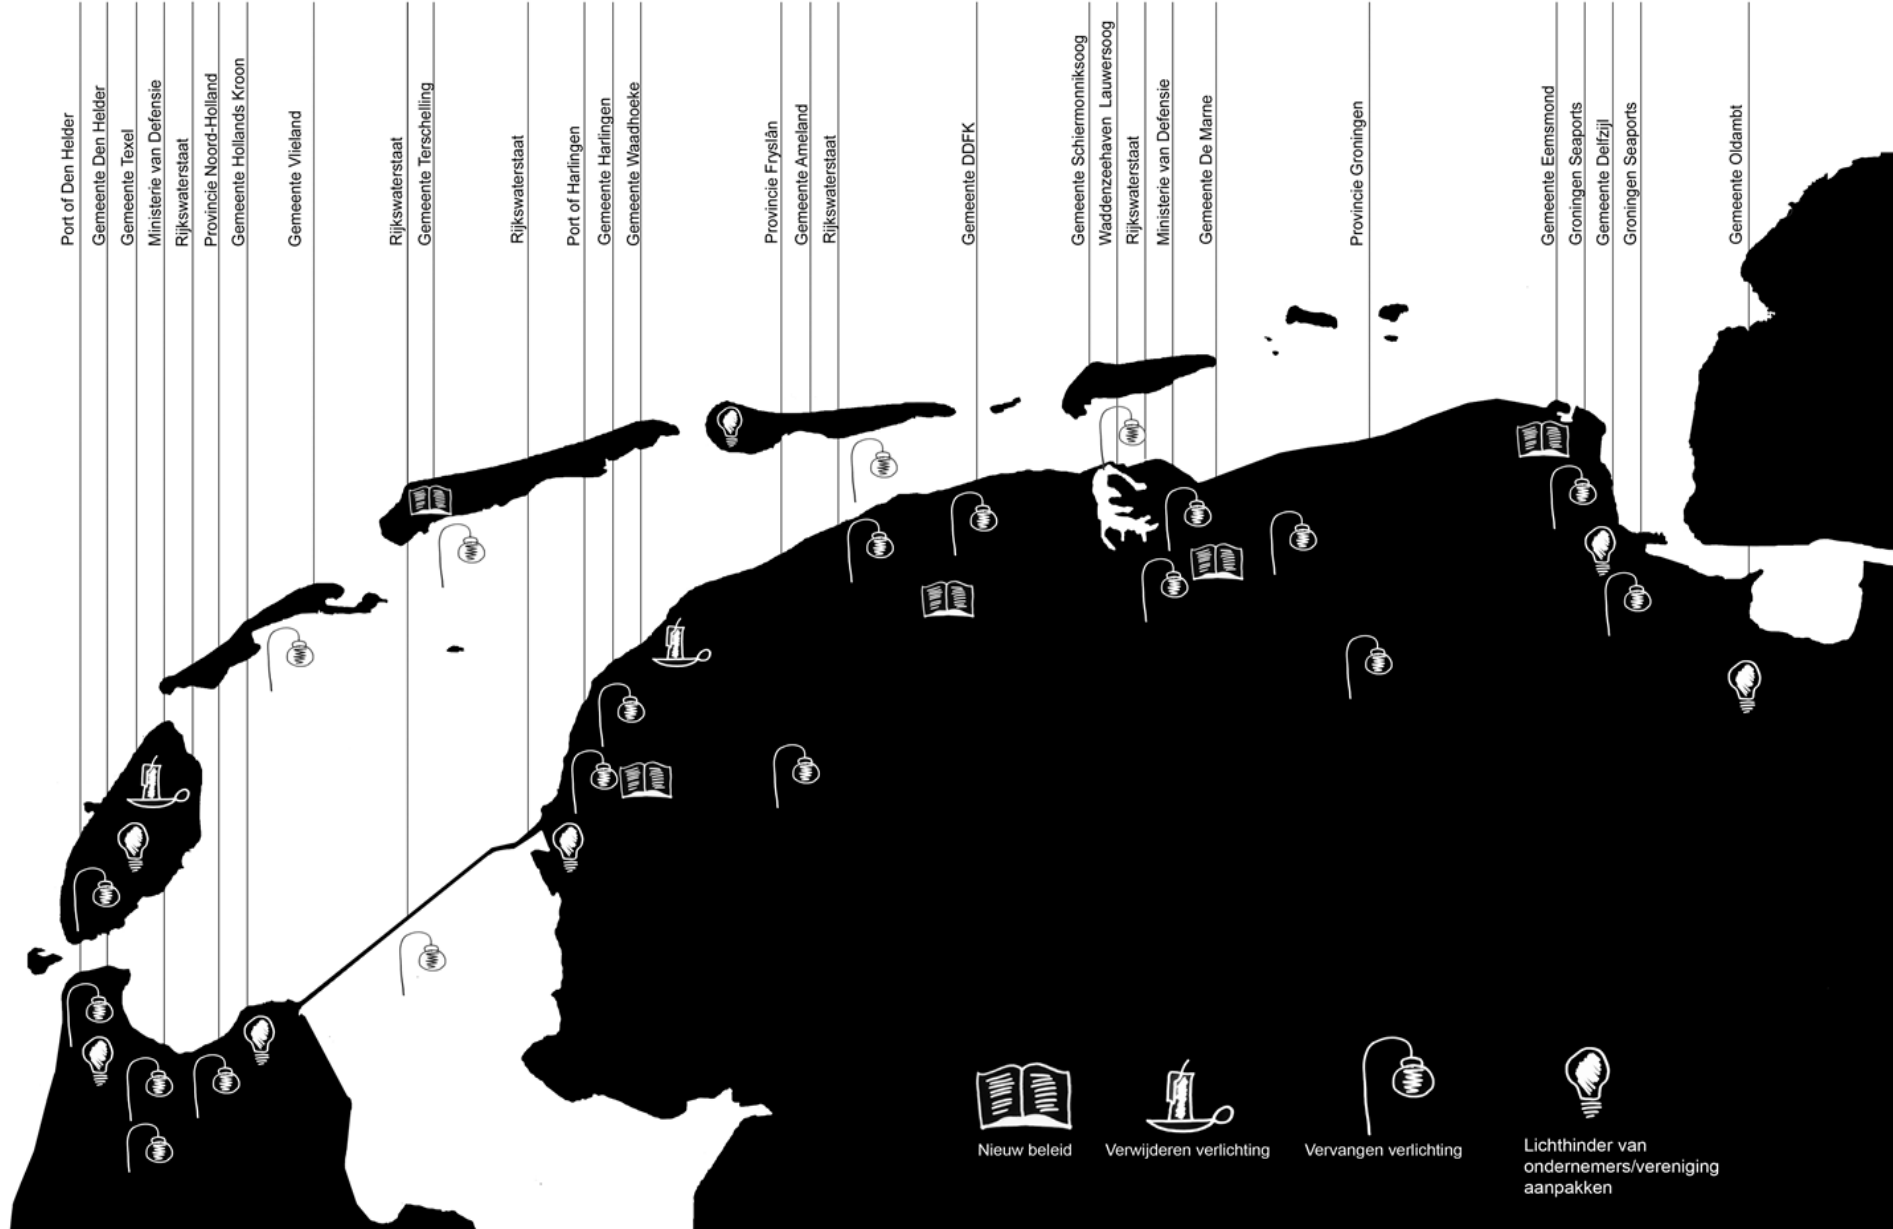 Port of Den Helder
Gemeente Den Helder
Gemeente Texel
Ministerie van Defensie
Rijkswaterstaat
Provincie Noord-Holland
Gemeente Hollands Kroon
Gemeente Vlieland
Rijkswaterstaat
Gemeente Terschelling
Rijkswaterstaat
Port of Harlingen
Gemeente Harlingen
Gemeente Waadhoeke
Provincie Fryslân
Gemeente Ameland
Rijkswaterstaat
Gemeente DDFK
Gemeente Schiermonniksoog
Waddenzeehaven Lauwersoog
Rijkswaterstaat
Ministerie van Defensie
Gemeente De Marne
Provincie Groningen
Gemeente Eemsmond
Groningen Seaports
Gemeente Delfzijl
Groningen Seaports
Gemeente Oldambt
Nieuw beleid
Verwijderen verlichting
Vervangen verlichting
Lichthinder van
ondernemers/vereniging
aanpakken